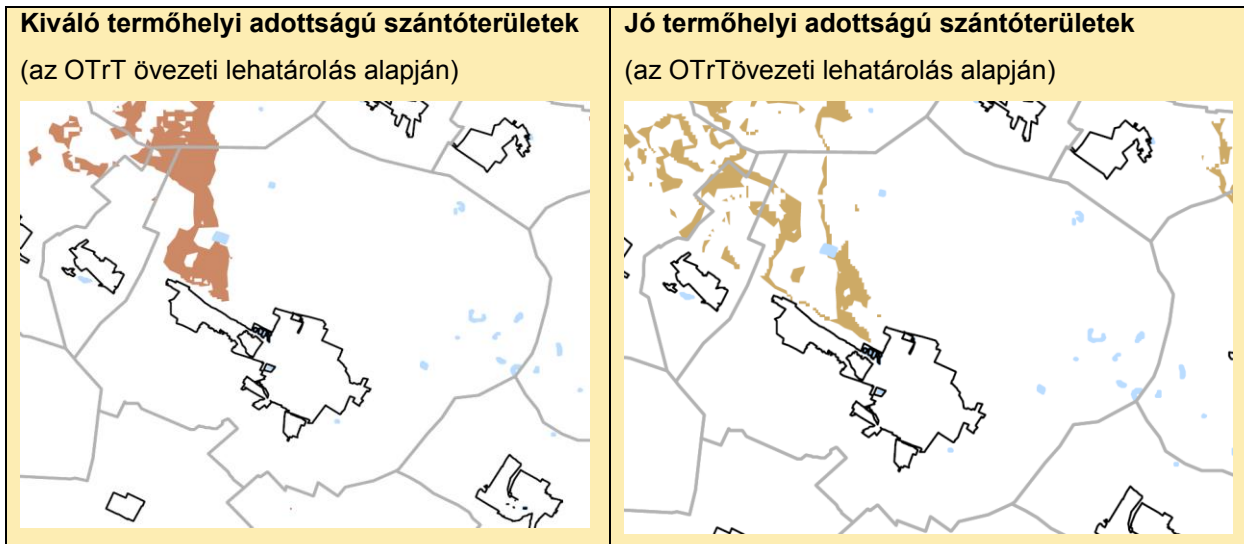 Kiváló termőhelyi adottságú szántóterületek
(az OTrT övezeti lehatárolás alapján)
Jó termőhelyi adottságú szántóterületek
(az OTrTövezeti lehatárolás alapján)